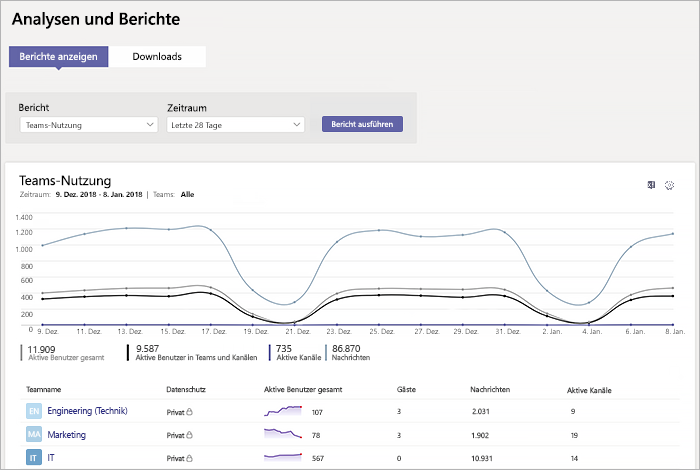 Analysen und Berichte
Berichte anzeigen Downloads
Bericht Zeitraum
Teams-Nutzung Letzte 28 Tage Bericht ausführen
Teams-Nutzung
Zeitraum: 9. Dez. 2018 - 8. Jan. 2018 | Teams: Alle
1.400
1.200
1.000
800
600
400
200
0 9. Dez. 11. Dez. 13. Dez. 15. Dez. 17. Dez. 19. Dez. 21. Dez. 23. Dez. 25. Dez. 27. Dez. 29. Dez. 31. Dez. 2. Jan. 4. Jan. 6. Jan. 8. Jan.
11.909 9.587 735 86.870
Aktive Benutzer gesamt Aktive Benutzer in Teams und Kanälen Aktive Kanäle Nachrichten
Teamname Datenschutz Aktive Benutzer gesamt Gäste Nachrichten Aktive Kanäle
EN Engineering (Technik) Privat 107 3 2.031 9
MA Marketing Privat 78 3 1.902 19
IT IT Privat 567 0 10.931 14